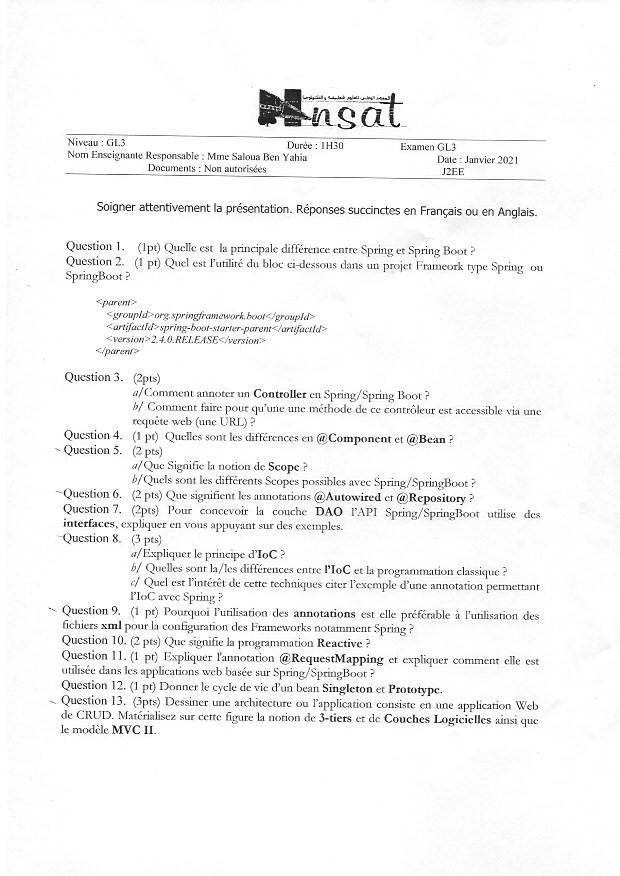 المعهد الوطني للعلوم التطبيقية والتكنولوجيا
nsat
Niveau : GL3 Durée : 1H30 Examen GL3
Nom Enseignante Responsable : Mme Saloua Ben Yahia Date : Janvier 2021
Documents : Non autorisées J2EE
Soigner attentivement la présentation. Réponses succinctes en Français ou en Anglais.
Question 1. (1pt) Quelle est la principale différence entre Spring et Spring Boot ?
Question 2. (1 pt) Quel est l'utilité du bloc ci-dessous dans un projet Frameork type Spring ou
SpringBoot ?
<parent>
<groupId>org.springframework.boot</groupId>
<artifactId>spring-boot-starter-parent</artifactId>
<version>2.4.0.RELEASE</version>
</parent>
Question 3. (2pts)
a/Comment annoter un Controller en Spring/Spring Boot ?
b/ Comment faire pour qu'une une méthode de ce contrôleur est accessible via une
requête web (une URL) ?
Question 4. (1 pt) Quelles sont les différences en @Component et @Bean ?
Question 5. (2 pts)
a/Que Signifie la notion de Scope ?
b/Quels sont les différents Scopes possibles avec Spring/SpringBoot ?
Question 6. (2 pts) Que signifient les annotations @Autowired et @Repository ?
Question 7. (2pts) Pour concevoir la couche DAO l'API Spring/SpringBoot utilise des
interfaces, expliquer en vous appuyant sur des exemples.
Question 8. (3 pts)
a/Expliquer le principe d'IoC ?
b/ Quelles sont la/les différences entre l'IoC et la programmation classique ?
c/ Quel est l'intérêt de cette techniques citer l'exemple d'une annotation permettant
l'IoC avec Spring ?
Question 9. (1 pt) Pourquoi l'utilisation des annotations est elle préférable à l'utilisation des
fichiers xml pour la configuration des Frameworks notamment Spring ?
Question 10. (2 pts) Que signifie la programmation Reactive ?
Question 11. (1 pt) Expliquer l'annotation @RequestMapping et expliquer comment elle est
utilisée dans les applications web basée sur Spring/SpringBoot ?
Question 12. (1 pt) Donner le cycle de vie d'un bean Singleton et Prototype.
Question 13. (3pts) Dessiner une architecture ou l'application consiste en une application Web
de CRUD. Matérialisez sur cette figure la notion de 3-tiers et de Couches Logicielles ainsi que
le modèle MVC II.